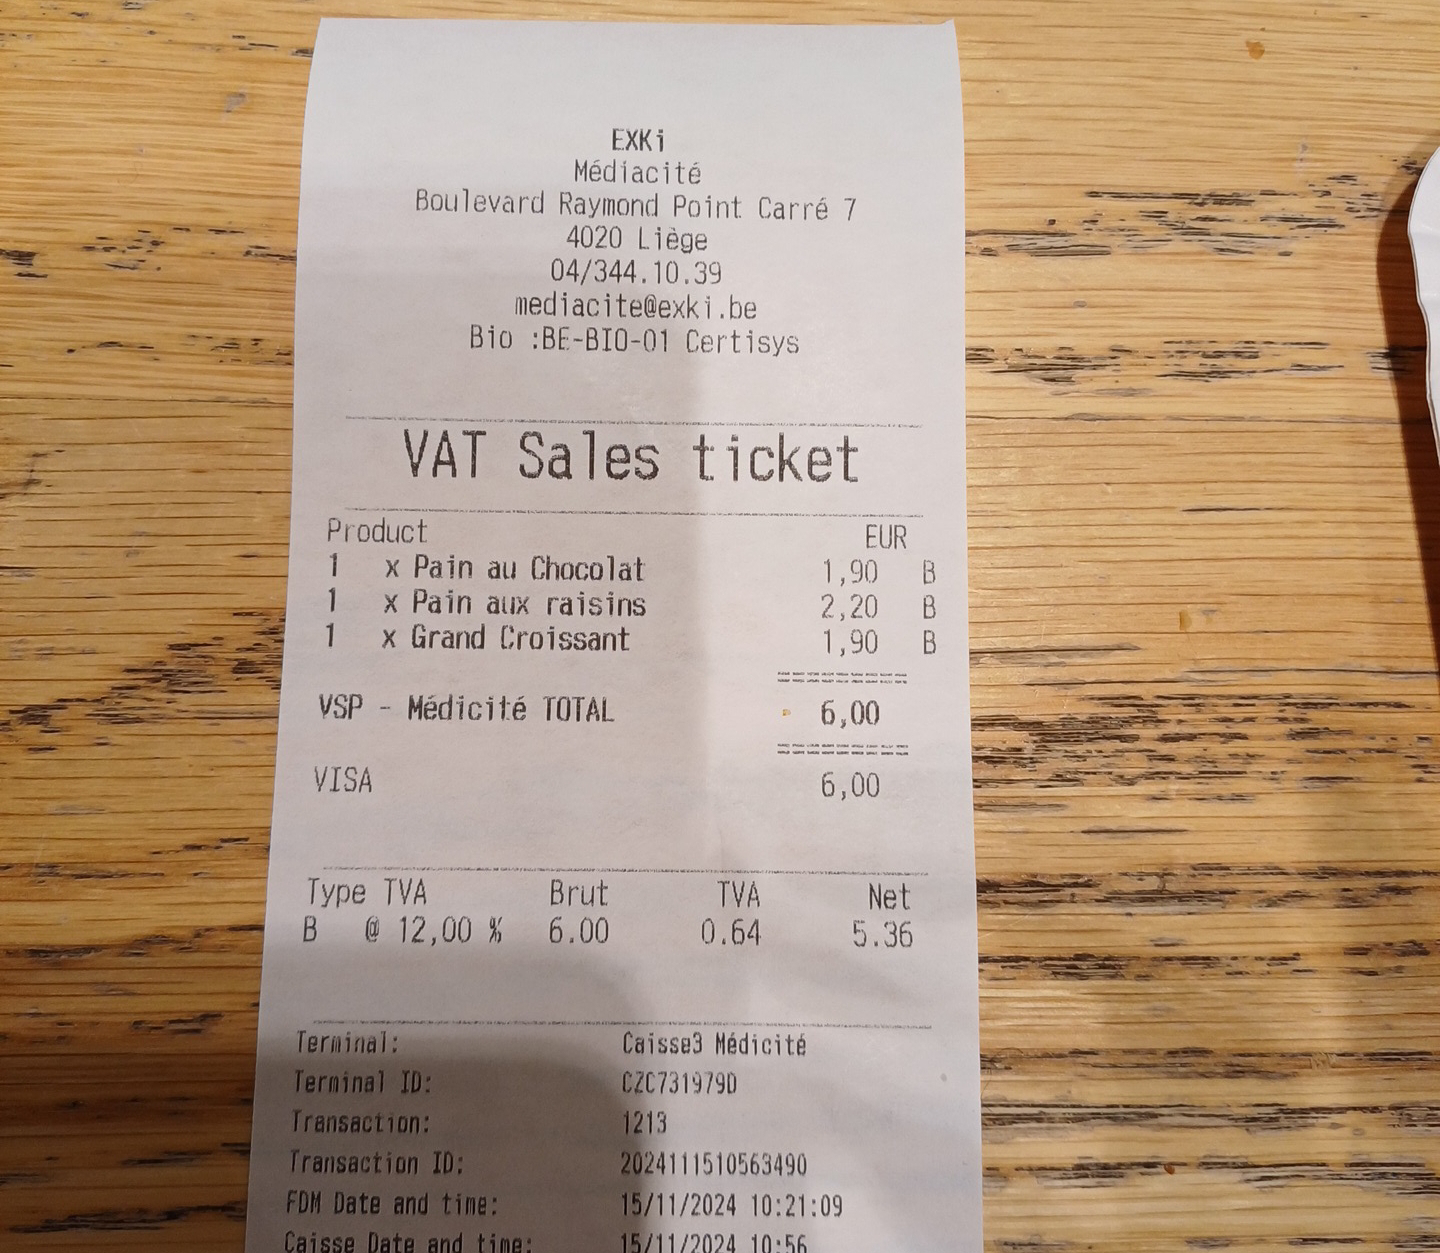 EXKi
Médiacité
Boulevard Raymond Point Carré 7
4020 Liège
04/344.10.39
mediacite@exki.be
Bio :BE-BIO-01 Certisys
VAT Sales ticket
Product EUR
1 x Pain au Chocolat 1,90 B
1 x Pain aux raisins 2,20 B
1 x Grand Croissant 1,90 B
VSP - Médicité TOTAL 6,00
VISA 6,00
Type TVA Brut TVA Net
B @ 12,00 % 6.00 0.64 5.36
Terminal: Caisse3 Médicité
Terminal ID: CZC731979D
Transaction: 1213
Transaction ID: 2024111510563490
FDM Date and time: 15/11/2024 10:21:09
Caisse Date and time: 15/11/2024 10:56